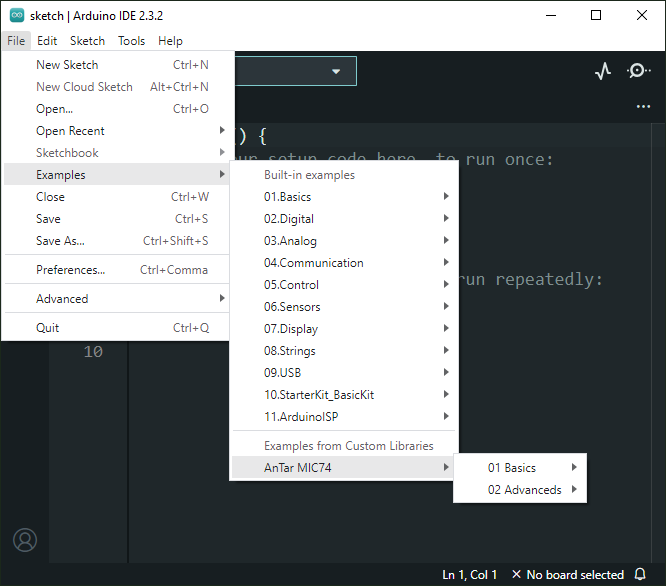 sketch | Arduino IDE 2.3.2
File Edit Sketch Tools Help
New Sketch Ctrl+N
New Cloud Sketch Alt+Ctrl+N
Open... Ctrl+O
Open Recent
Sketchbook
Examples
Close Ctrl+W
Save Ctrl+S
Save As... Ctrl+Shift+S
Preferences... Ctrl+Comma
Advanced
Quit Ctrl+Q
) {
ur setup code here, to run once:
run repeatedly:
10
Built-in examples
01.Basics
02.Digital
03.Analog
04.Communication
05.Control
06.Sensors
07.Display
08.Strings
09.USB
10.StarterKit_BasicKit
11.ArduinoISP
Examples from Custom Libraries
AnTar MIC74
01 Basics
02 Advanceds
Ln 1, Col 1 × No board selected